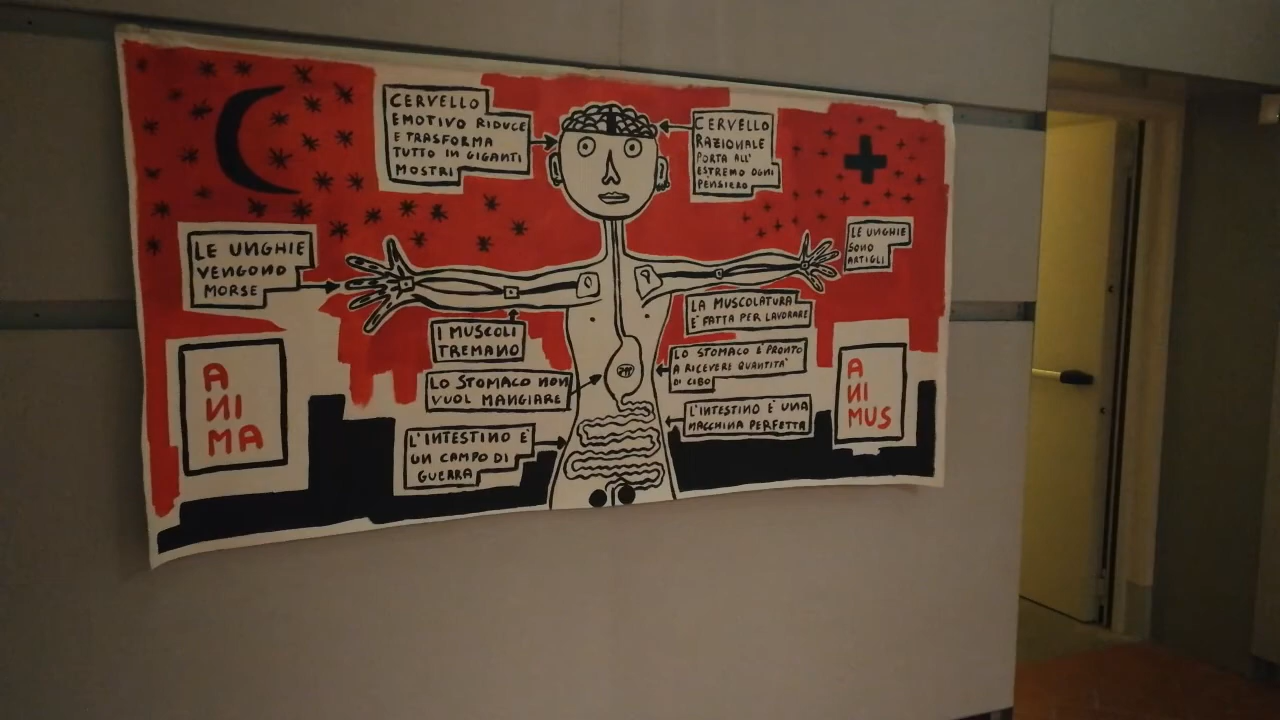 CERVELLO
EMOTIVO RIDUCE
E TRASFORMA
TUTTO IN GIGANTI
MOSTRI
CERVELLO
RAZIONALE
PORTA ALL'
ESTREMO OGNI
PENSIERO
LE UNGHIE
VENGONO
MORSE
LE UNGHIE
SONO
ARTIGLI
I MUSCOLI
TREMANO
LA MUSCOLATURA
È FATTA PER LAVORARE
LO STOMACO NON
VUOL MANGIARE
LO STOMACO È PRONTO
A RICEVERE QUANTITA'
DI CIBO
L'INTESTINO È
UN CAMPO DI
GUERRA
L'INTESTINO È UNA
MACCHINA PERFETTA
A
NI
MA
A
NI
MUS